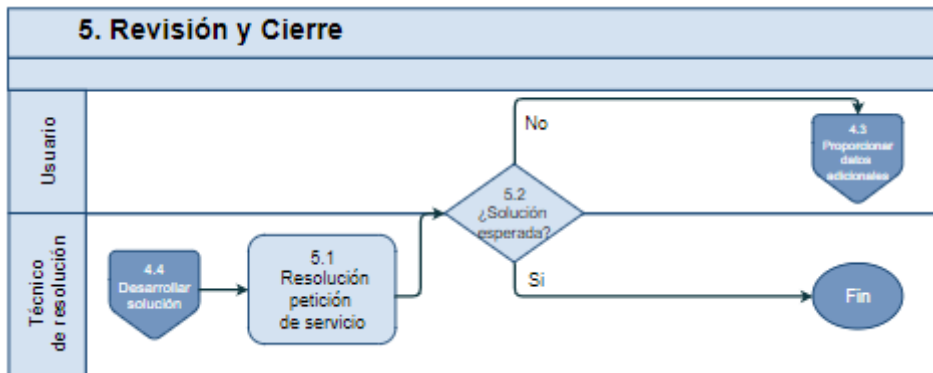 5. Revisión y Cierre
Usuario
No
4.3
Proporcionar
datos
adicionales
5.2
¿Solución
esperada?
Técnico
de resolución
4.4
Desarrollar
solución
5.1
Resolución
petición
de servicio
Si
Fin